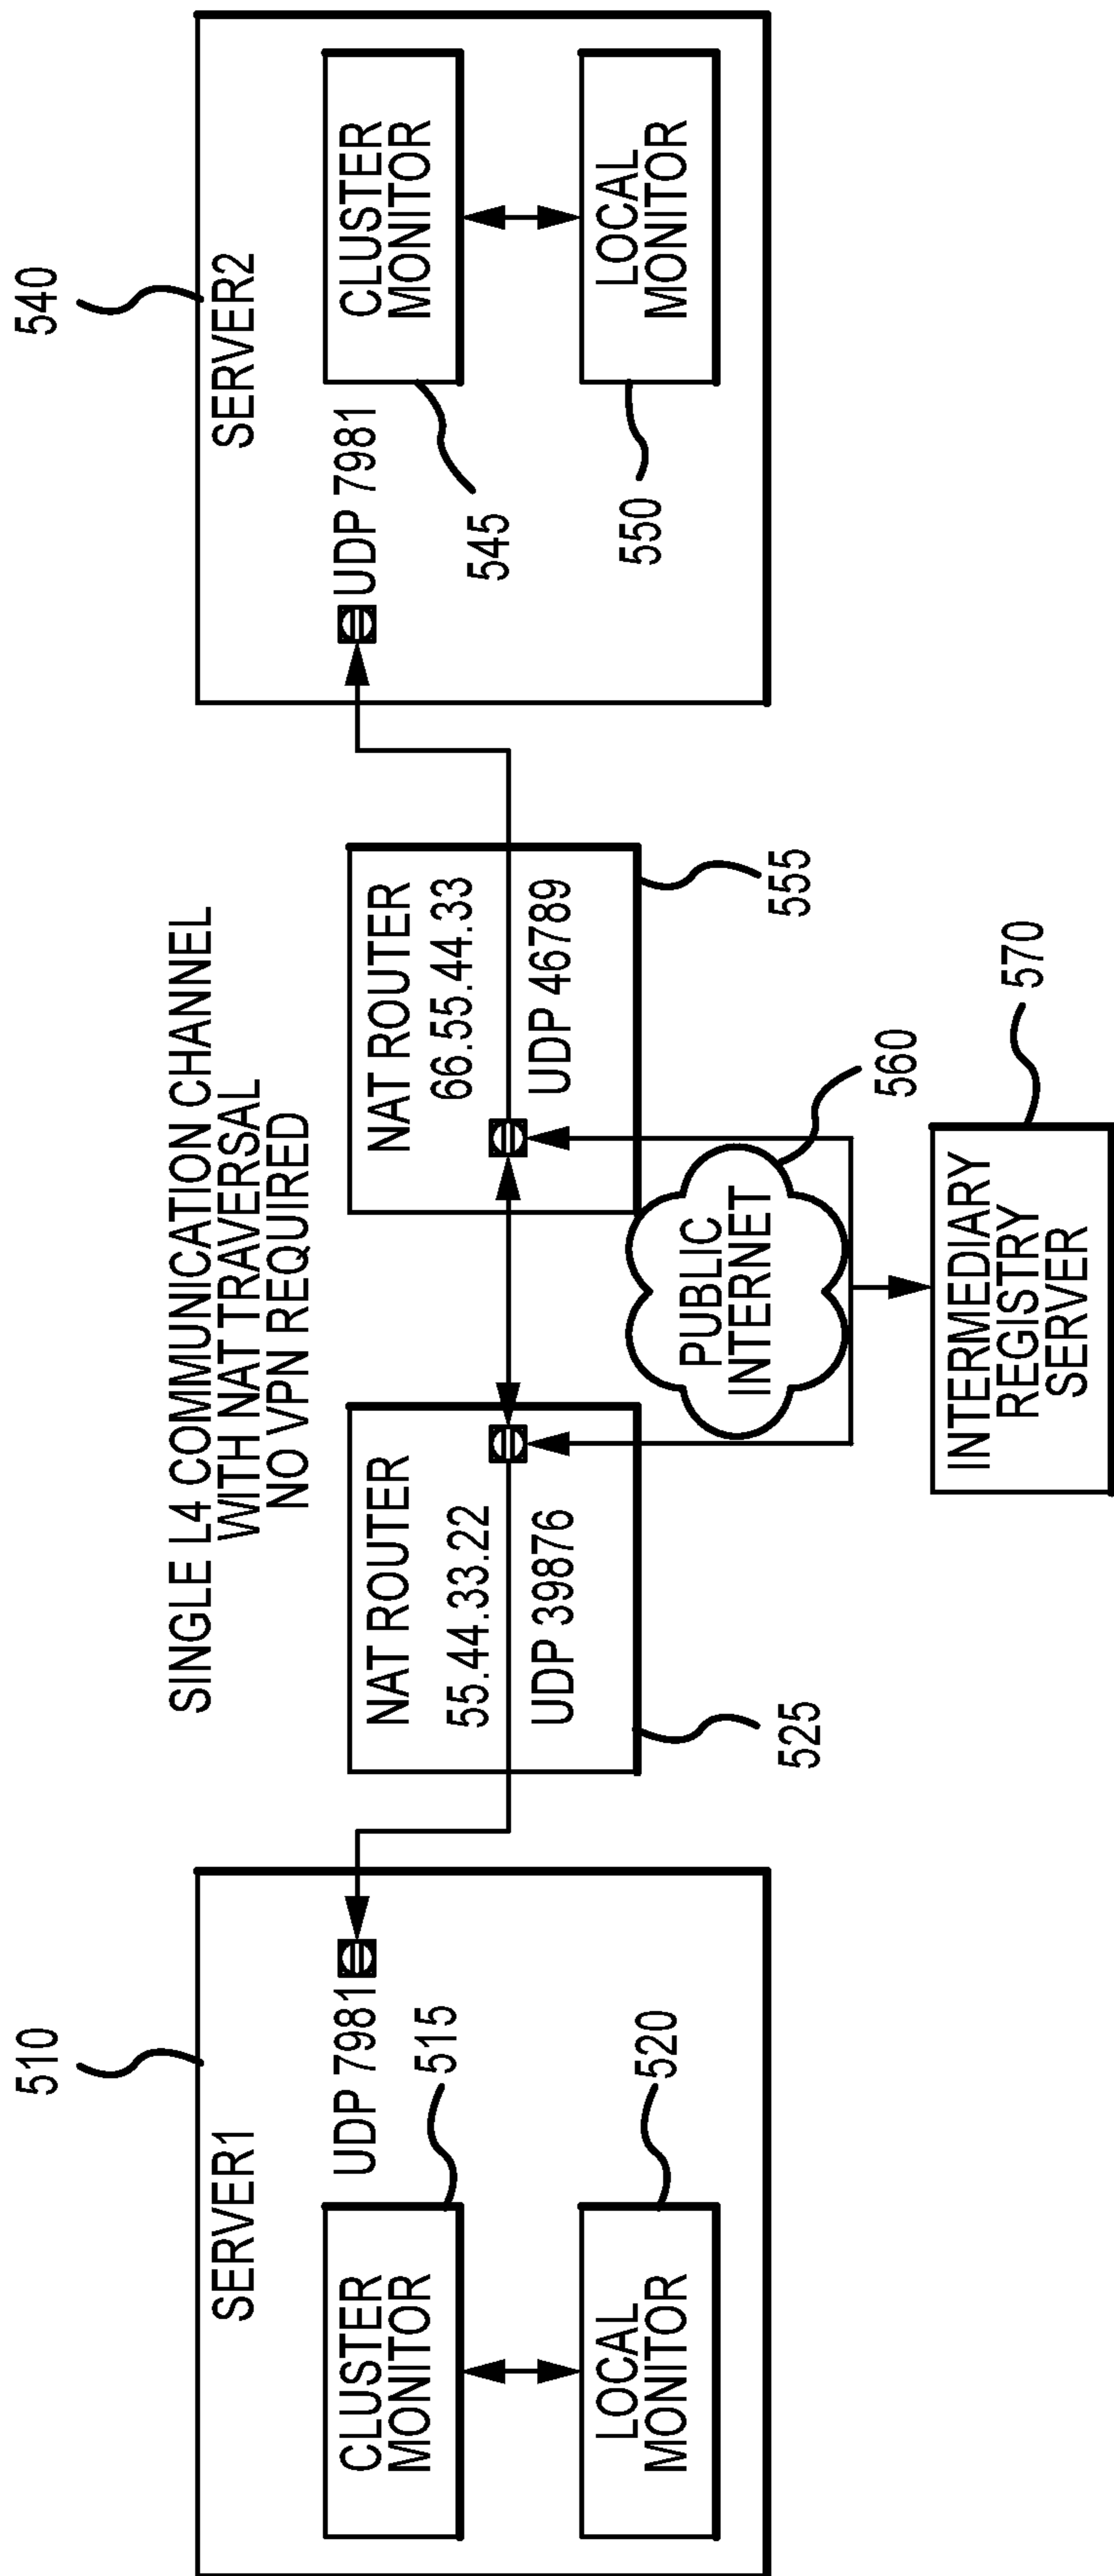 SINGLE L4 COMMUNICATION CHANNEL
WITH NAT TRAVERSAL
NO VPN REQUIRED
510
SERVER1
UDP 7981
CLUSTER
MONITOR
515
LOCAL
MONITOR
520
NAT ROUTER
55.44.33.22
UDP 39876
525
NAT ROUTER
66.55.44.33
UDP 46789
555
PUBLIC
INTERNET
560
INTERMEDIARY
REGISTRY
SERVER
570
540
SERVER2
UDP 7981
CLUSTER
MONITOR
545
LOCAL
MONITOR
550